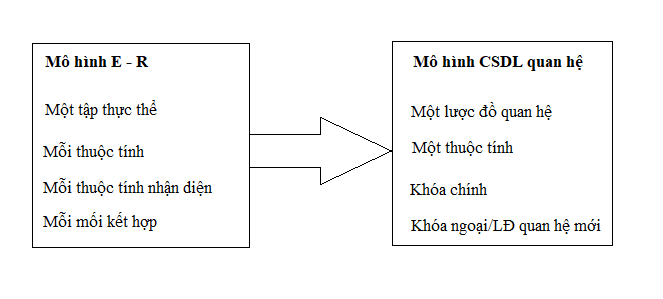 Mô hình E - R
Một tập thực thể
Mỗi thuộc tính
Mỗi thuộc tính nhận diện
Mỗi mối kết hợp
Mô hình CSDL quan hệ
Một lược đồ quan hệ
Một thuộc tính
Khóa chính
Khóa ngoại/LĐ quan hệ mới